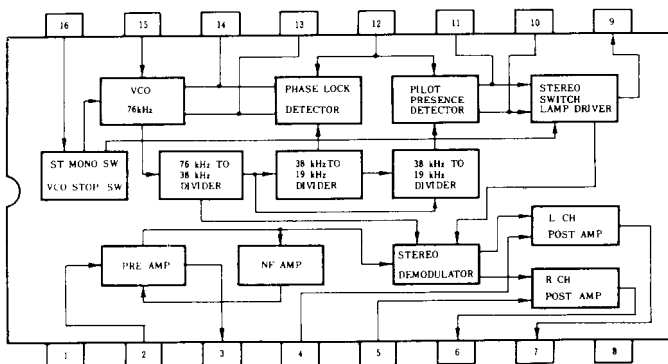 16 15 14 13 12 11 10 9
VCO
76kHz
PHASE LOCK
DETECTOR
PILOT
PRESENCE
DETECTOR
STEREO
SWITCH
LAMP DRIVER
ST MONO SW
VCO STOP SW
76 kHz TO
38 kHz
DIVIDER
38 kHz TO
19 kHz
DIVIDER
38 kHz TO
19 kHz
DIVIDER
L CH
POST AMP
PRE AMP
NF AMP
STEREO
DEMODULATOR
R CH
POST AMP
1 2 3 4 5 6 7 8